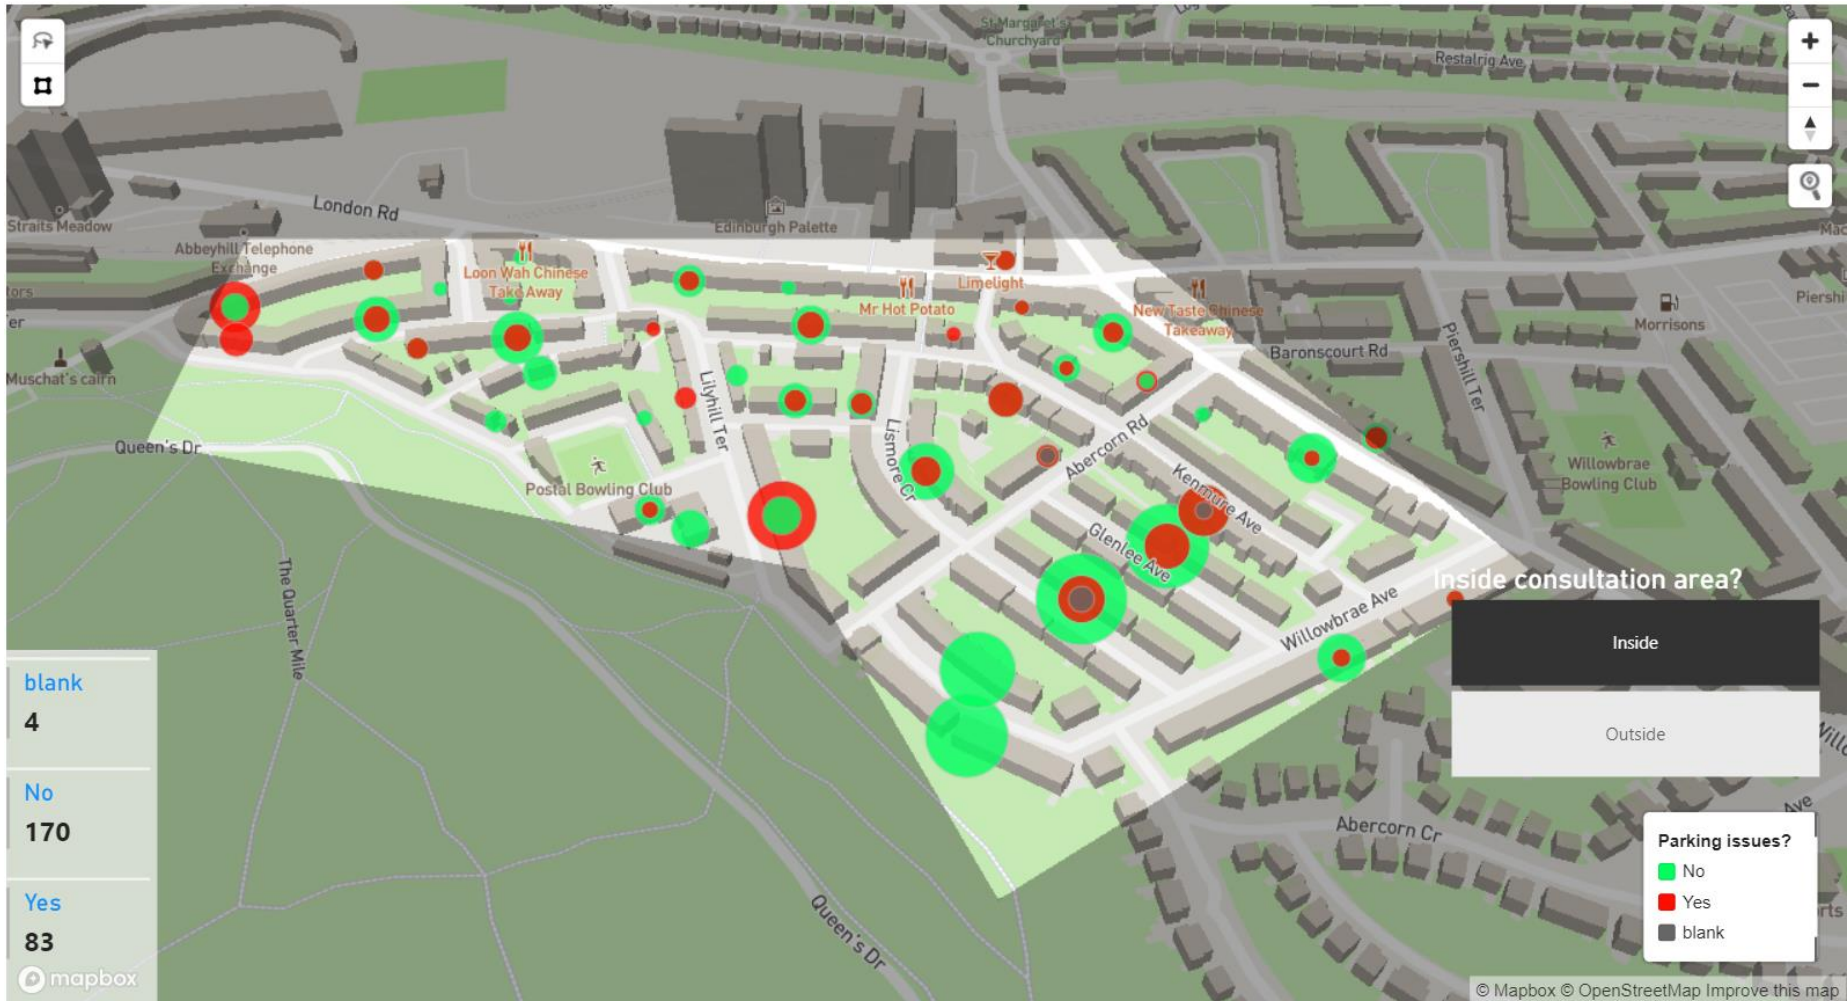 St Margaret's
Churchyard
Restalrig Ave
London Rd
Straits Meadow
Edinburgh Palette
Abbeyhill Telephone
Exchange
Loon Wah Chinese
Take Away
Limelight
Mr Hot Potato
New Taste Chinese
Takeaway
Morrisons
Piershi
tors
er
Piershill Ter
Baronscourt Rd
Muschat's cairn
Lilyhill Ter
Queen's Dr
Lismore Cr
Abercorn Rd
Kenmure Ave
Willowbrae
Bowling Club
Postal Bowling Club
Glenlee Ave
The Quarter Mile
Willowbrae Ave
Inside consultation area?
Inside
Outside
blank
4
No
170
Yes
83
Abercorn Cr
Ave
Queen's Dr
Parking issues?
No
Yes
blank
mapbox
© Mapbox © OpenStreetMap Improve this map